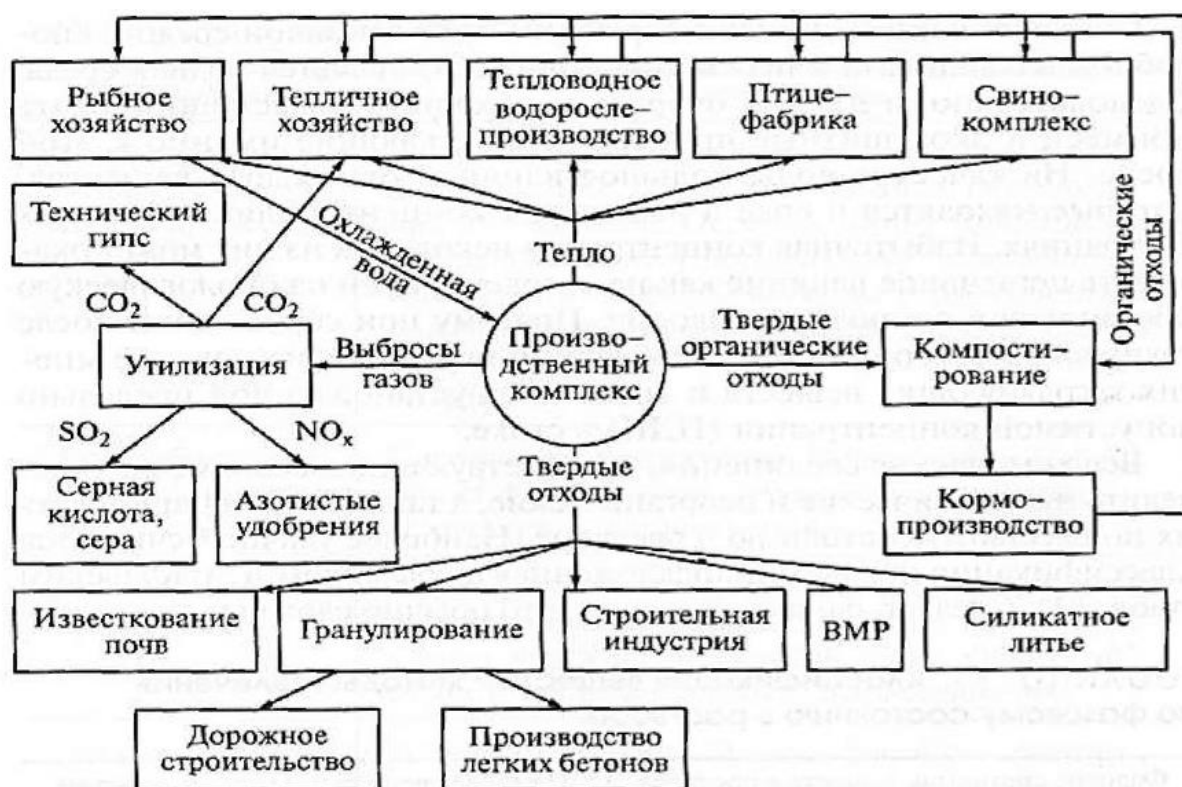 Рыбное
хозяйство
Тепличное
хозяйство
Тепловодное
водоросле–
производство
Птице–
фабрика
Свино–
комплекс
Технический
гипс
Охлажденная
вода
Тепло
Органические
отходы
CO₂
CO₂
Утилизация
Выбросы
газов
Произво–
дственный
комплекс
Твердые
органические
отходы
Компости–
рование
SO₂
NOₓ
Серная
кислота,
сера
Азотистые
удобрения
Твердые
отходы
Кормо–
производство
Известкование
почв
Гранулирование
Строительная
индустрия
ВМР
Силикатное
литье
Дорожное
строительство
Производство
легких бетонов